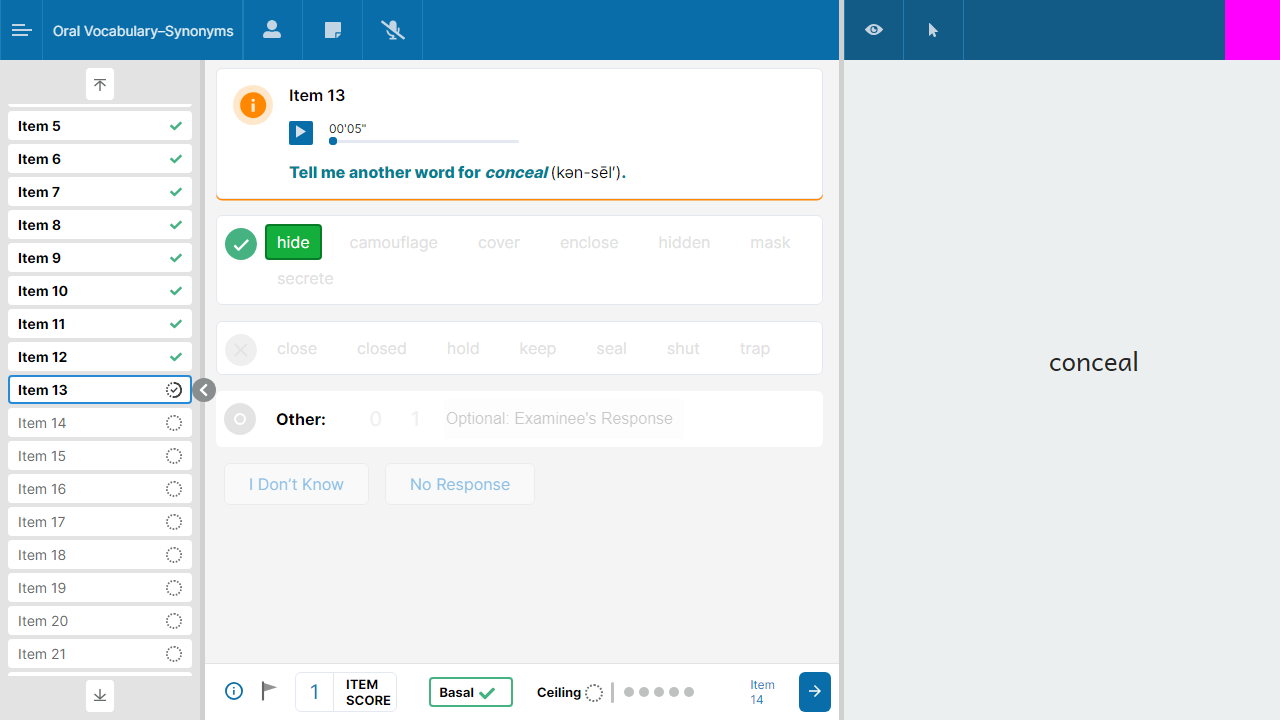 Oral Vocabulary–Synonyms
Item 5
Item 6
Item 7
Item 8
Item 9
Item 10
Item 11
Item 12
Item 13
Item 14
Item 15
Item 16
Item 17
Item 18
Item 19
Item 20
Item 21
Item 13
00'05"
Tell me another word for conceal (kən-sēl′).
hide camouflage cover enclose hidden mask
secrete
close closed hold keep seal shut trap
Other: 0 1 Optional: Examinee's Response
I Don't Know No Response
1 ITEM SCORE Basal Ceiling Item 14
conceal